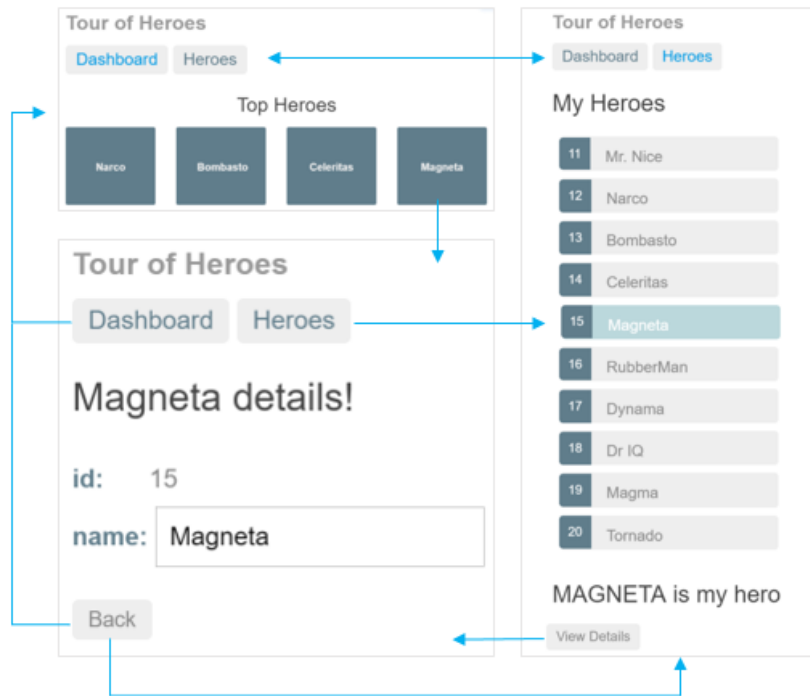 Tour of Heroes
Dashboard Heroes
Top Heroes
Narco Bombasto Celeritas Magneta
Tour of Heroes
Dashboard Heroes
Magneta details!
id: 15
name: Magneta
Back
Tour of Heroes
Dashboard Heroes
My Heroes
11 Mr. Nice
12 Narco
13 Bombasto
14 Celeritas
15 Magneta
16 RubberMan
17 Dynama
18 Dr IQ
19 Magma
20 Tornado
MAGNETA is my hero
View Details